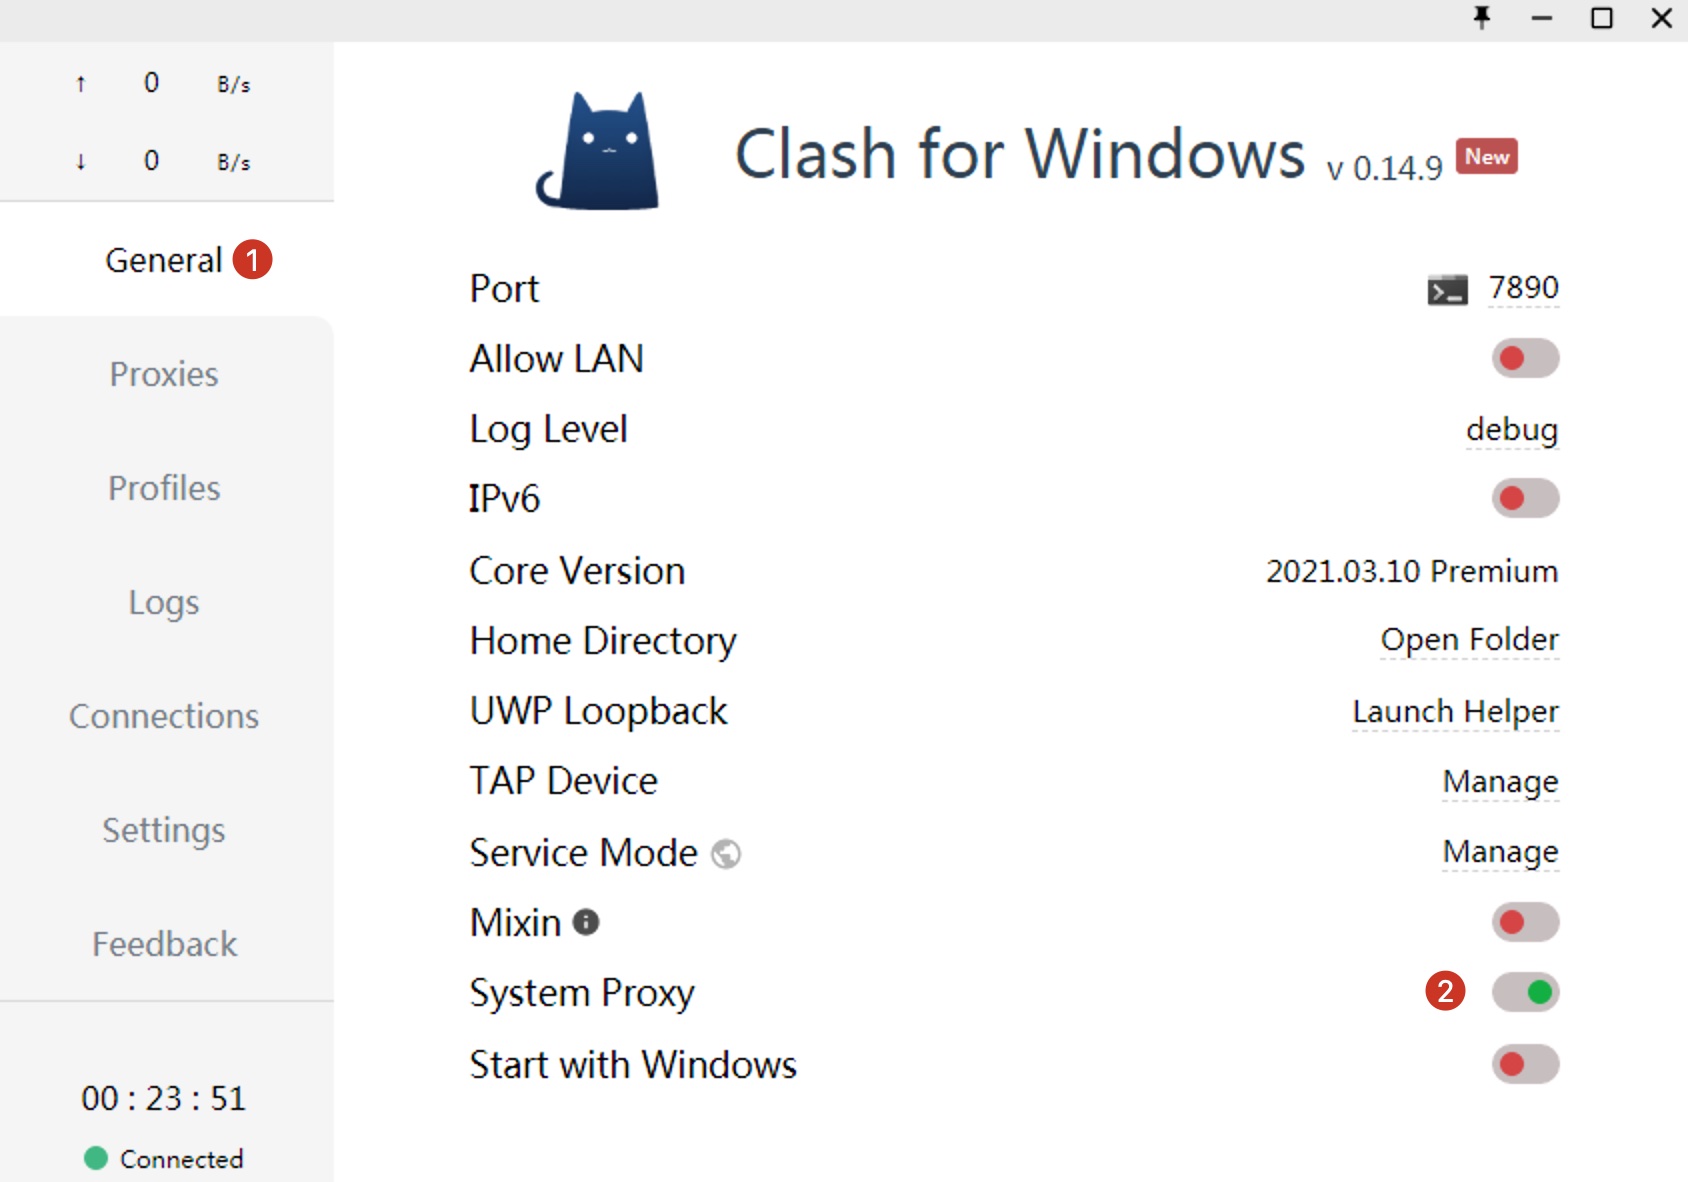 ↑ 0 B/s
↓ 0 B/s
General 1
Proxies
Profiles
Logs
Connections
Settings
Feedback
00 : 23 : 51
Connected
Clash for Windows v 0.14.9 New
Port 7890
Allow LAN
Log Level debug
IPv6
Core Version 2021.03.10 Premium
Home Directory Open Folder
UWP Loopback Launch Helper
TAP Device Manage
Service Mode Manage
Mixin
System Proxy 2
Start with Windows